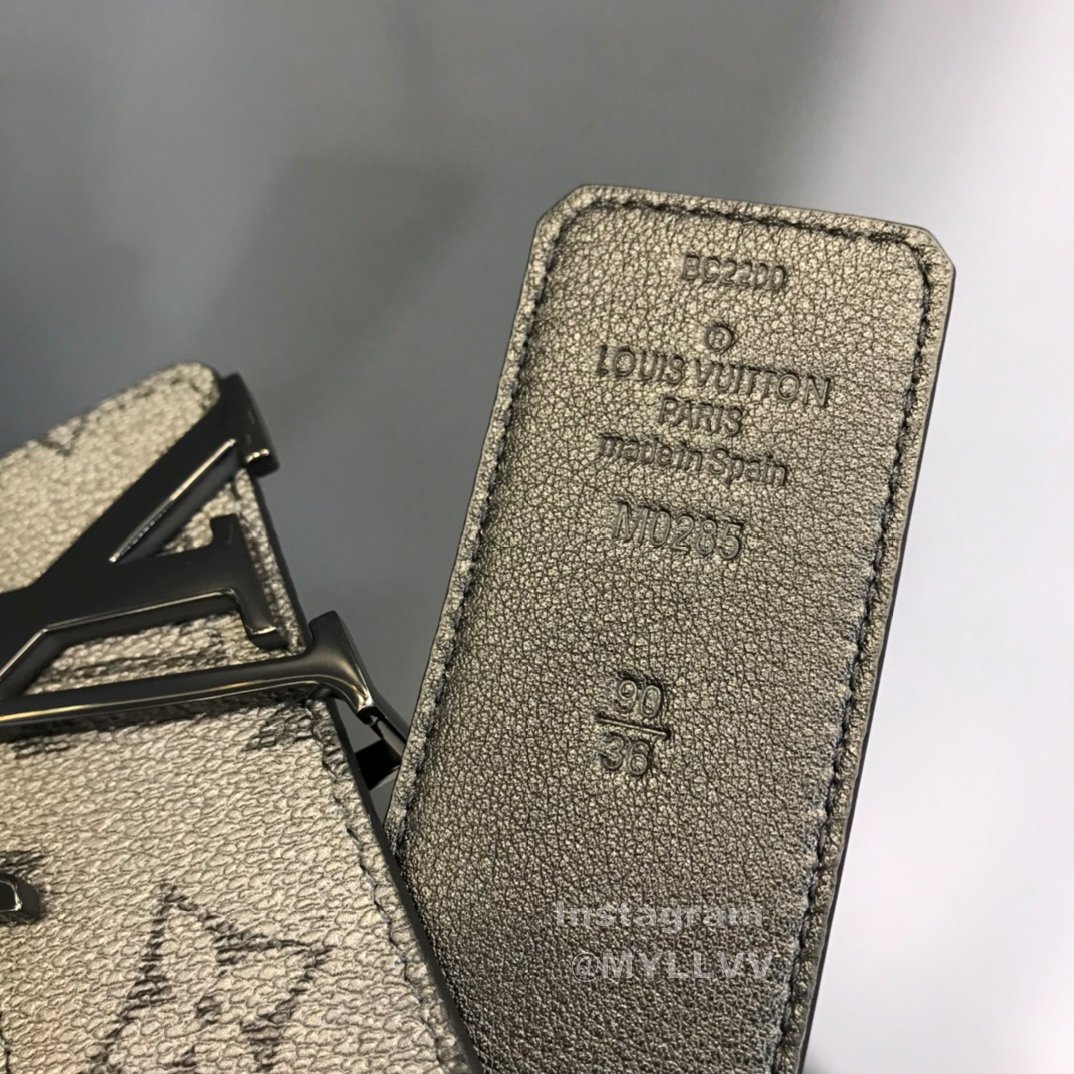 BC2200
R
LOUIS VUITTON
PARIS
made in Spain
M0285
90
36
Instagram
@MYLLVV